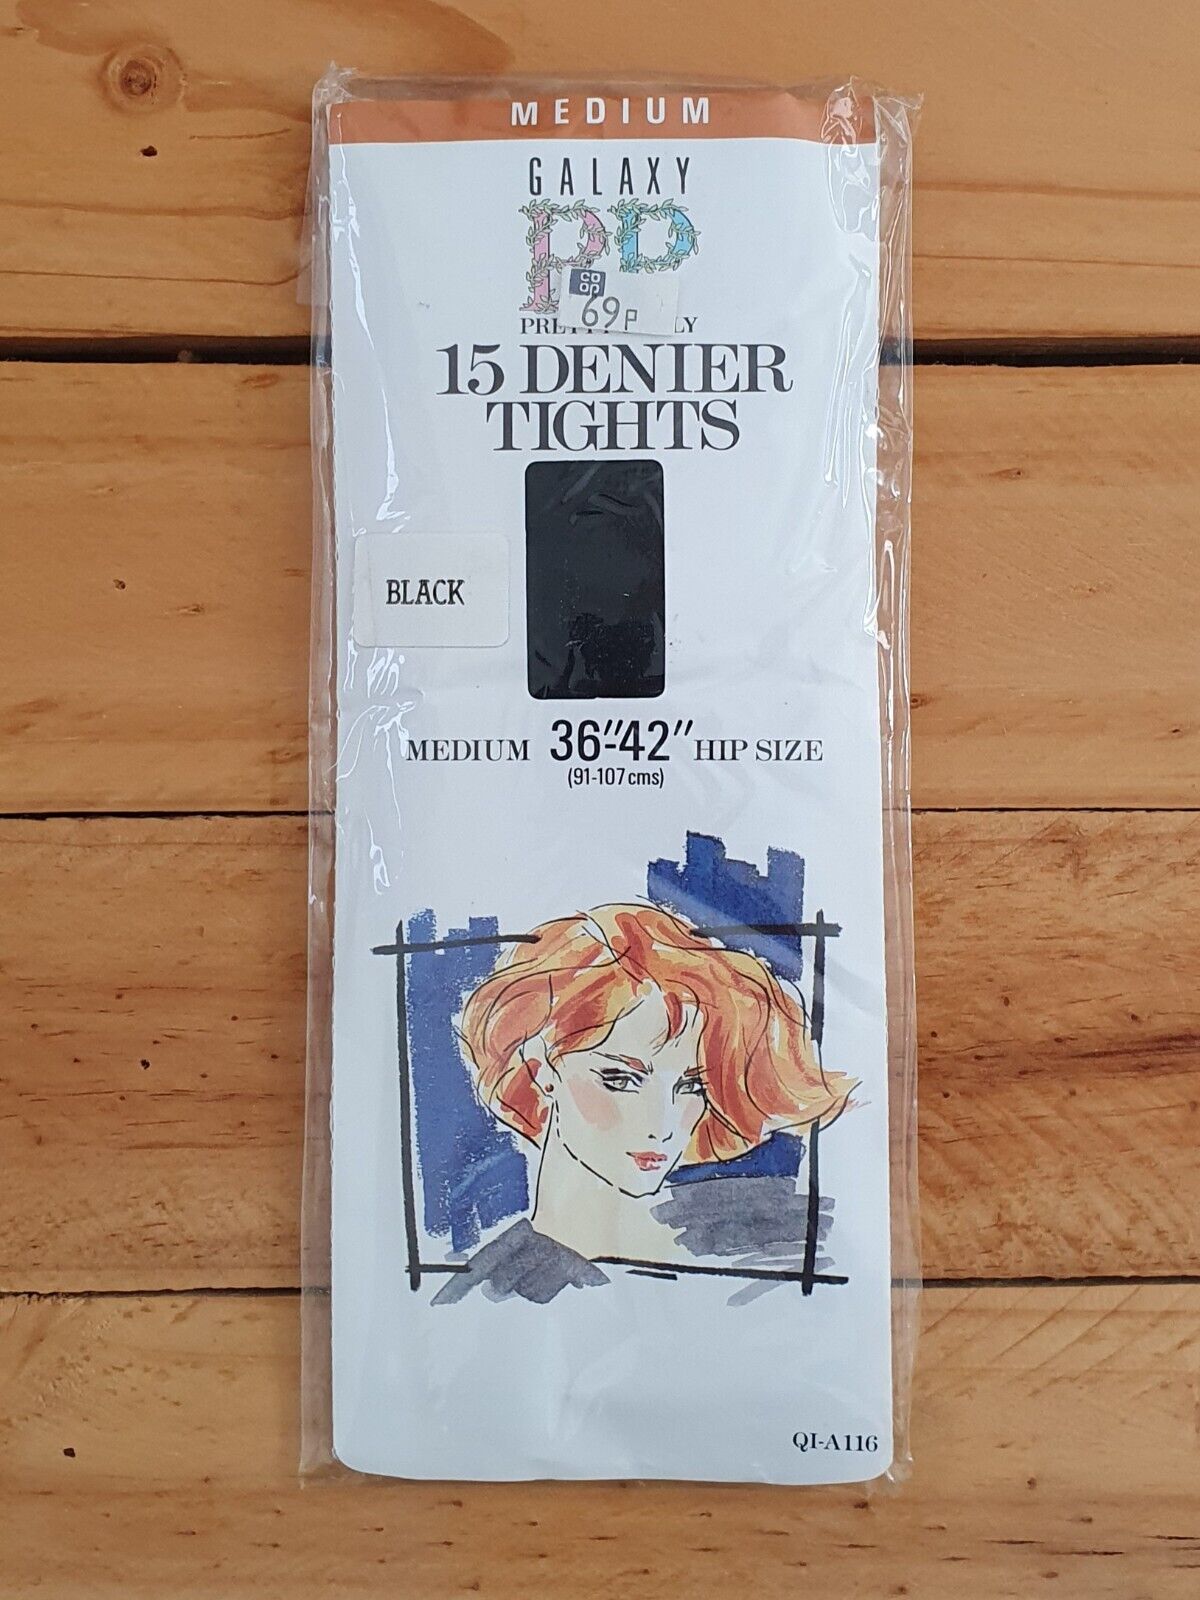 MEDIUM
GALAXY
PP
CO
OP
69P
15 DENIER
TIGHTS
BLACK
MEDIUM 36"-42" HIP SIZE
(91-107 cms)
QI-A116